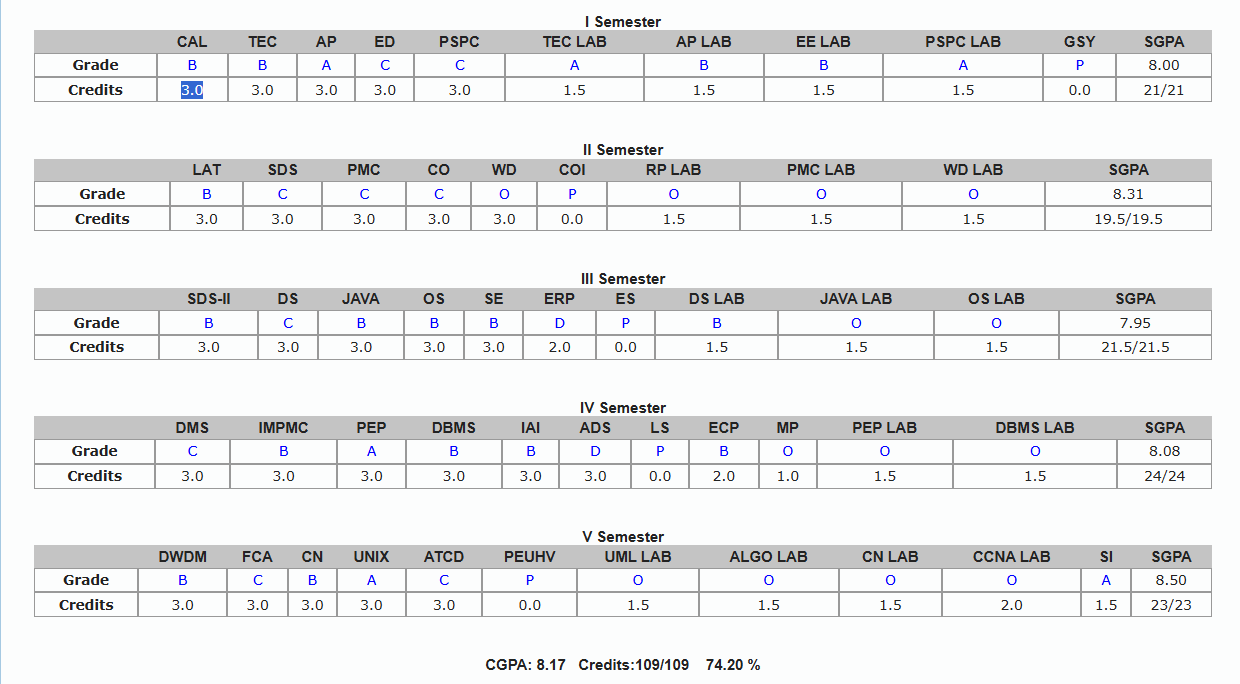 I Semester
CAL TEC AP ED PSPC TEC LAB AP LAB EE LAB PSPC LAB GSY SGPA
Grade B B A C C A B B A P 8.00
Credits 3.0 3.0 3.0 3.0 3.0 1.5 1.5 1.5 1.5 0.0 21/21
II Semester
LAT SDS PMC CO WD COI RP LAB PMC LAB WD LAB SGPA
Grade B C C C O P O O O 8.31
Credits 3.0 3.0 3.0 3.0 3.0 0.0 1.5 1.5 1.5 19.5/19.5
III Semester
SDS-II DS JAVA OS SE ERP ES DS LAB JAVA LAB OS LAB SGPA
Grade B C B B B D P B O O 7.95
Credits 3.0 3.0 3.0 3.0 3.0 2.0 0.0 1.5 1.5 1.5 21.5/21.5
IV Semester
DMS IMPMC PEP DBMS IAI ADS LS ECP MP PEP LAB DBMS LAB SGPA
Grade C B A B B D P B O O O 8.08
Credits 3.0 3.0 3.0 3.0 3.0 3.0 0.0 2.0 1.0 1.5 1.5 24/24
V Semester
DWDM FCA CN UNIX ATCD PEUHV UML LAB ALGO LAB CN LAB CCNA LAB SI SGPA
Grade B C B A C P O O O O A 8.50
Credits 3.0 3.0 3.0 3.0 3.0 0.0 1.5 1.5 1.5 2.0 1.5 23/23
CGPA: 8.17 Credits:109/109 74.20 %